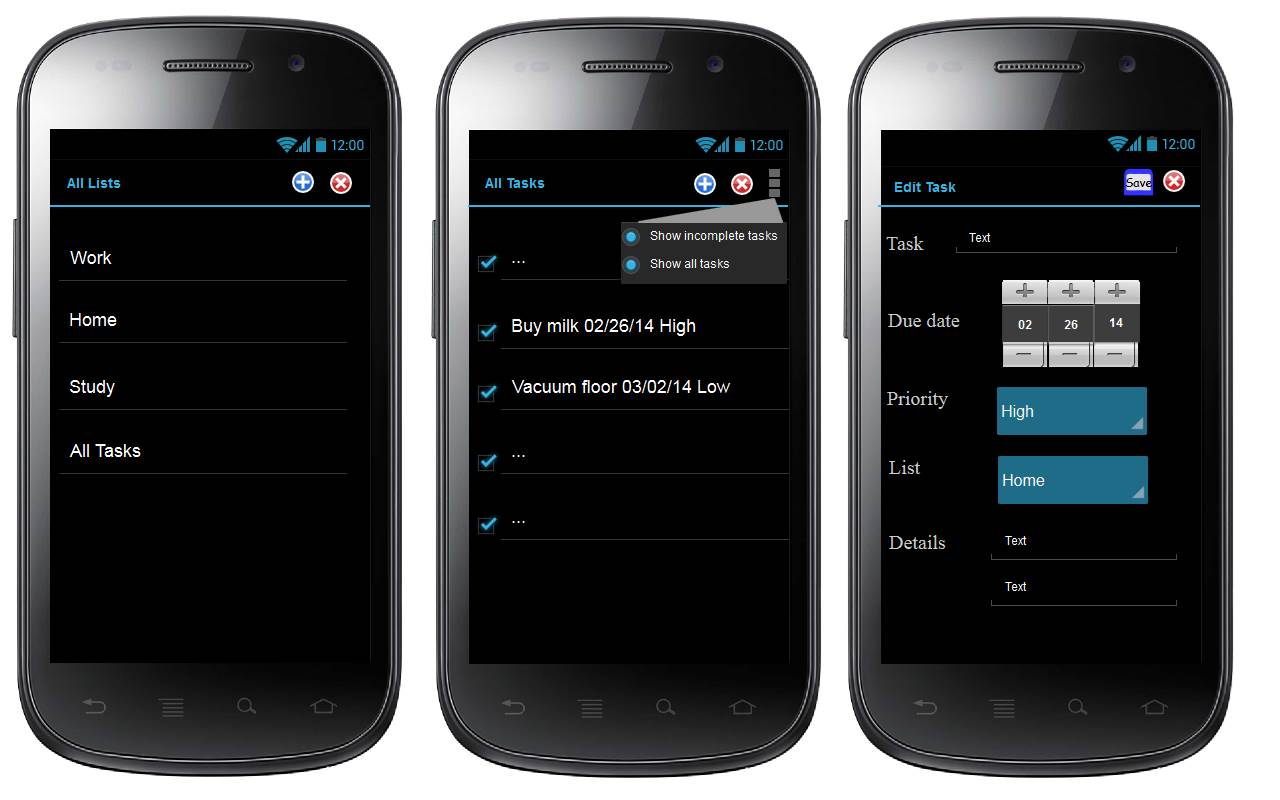 12:00
All Lists
Work
Home
Study
All Tasks
12:00
All Tasks
Show incomplete tasks
Show all tasks
...
Buy milk 02/26/14 High
Vacuum floor 03/02/14 Low
...
...
12:00
Edit Task Save
Task Text
Due date 02 26 14
Priority High
List Home
Details Text
Text